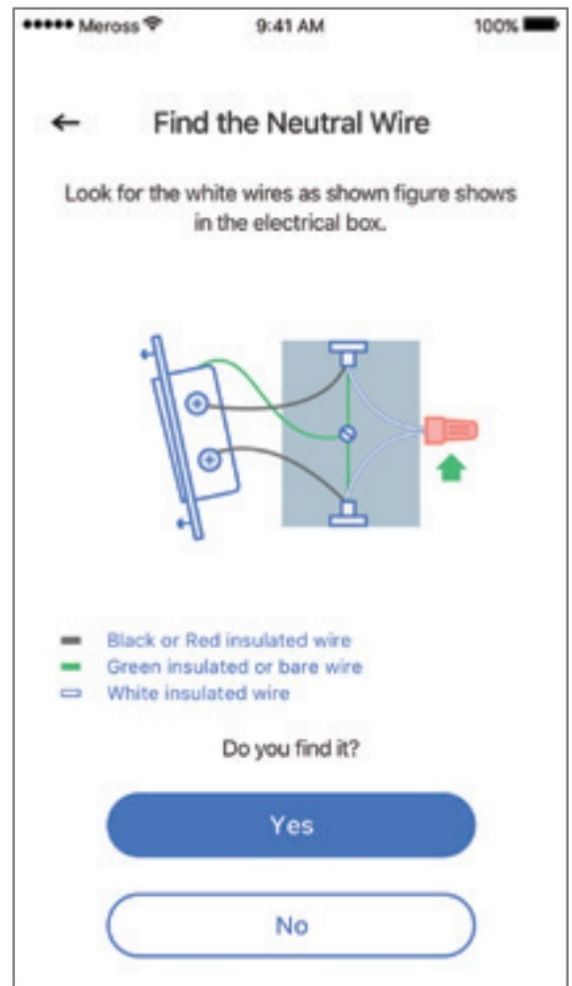 Meross 9:41 AM 100%
← Find the Neutral Wire
Look for the white wires as shown figure shows
in the electrical box.
Black or Red insulated wire
Green insulated or bare wire
White insulated wire
Do you find it?
Yes
No